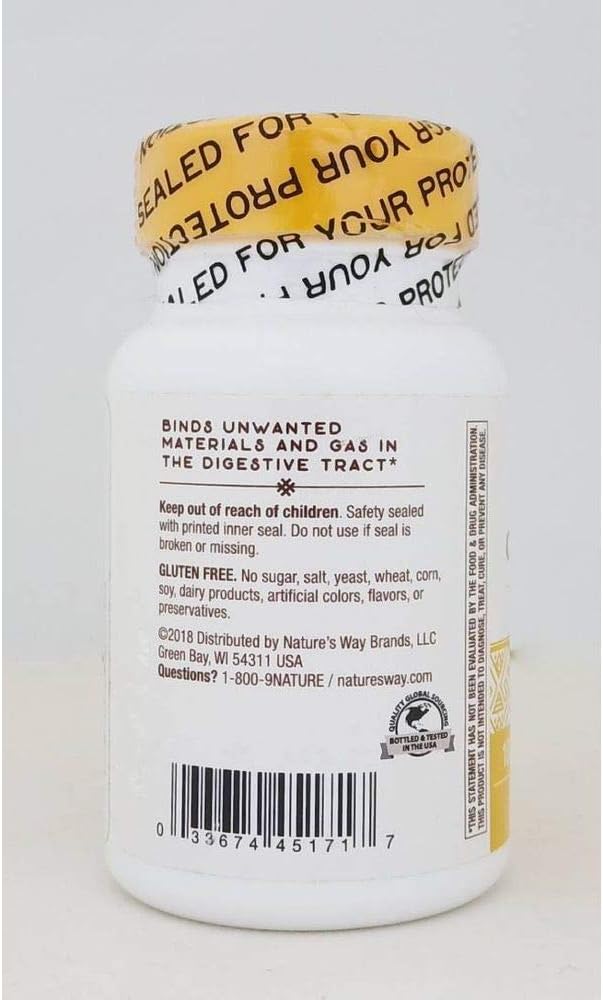 SEALED FOR
YOUR PROTECTION
LED FOR YOUR PROTE
YOUR
PROTE
BINDS UNWANTED
MATERIALS AND GAS IN
THE DIGESTIVE TRACT*
Keep out of reach of children. Safety sealed
with printed inner seal. Do not use if seal is
broken or missing.
GLUTEN FREE. No sugar, salt, yeast, wheat, corn,
soy, dairy products, artificial colors, flavors, or
preservatives.
©2018 Distributed by Nature's Way Brands, LLC
Green Bay, WI 54311 USA
Questions? 1-800-9NATURE / naturesway.com
QUALITY GLOBAL SOURCING
BOTTLED & TESTED
IN THE USA
0 33674 45171 7
*THIS STATEMENT HAS NOT BEEN EVALUATED BY THE FOOD & DRUG ADMINISTRATION.
THIS PRODUCT IS NOT INTENDED TO DIAGNOSE, TREAT, CURE, OR PREVENT ANY DISEASE.